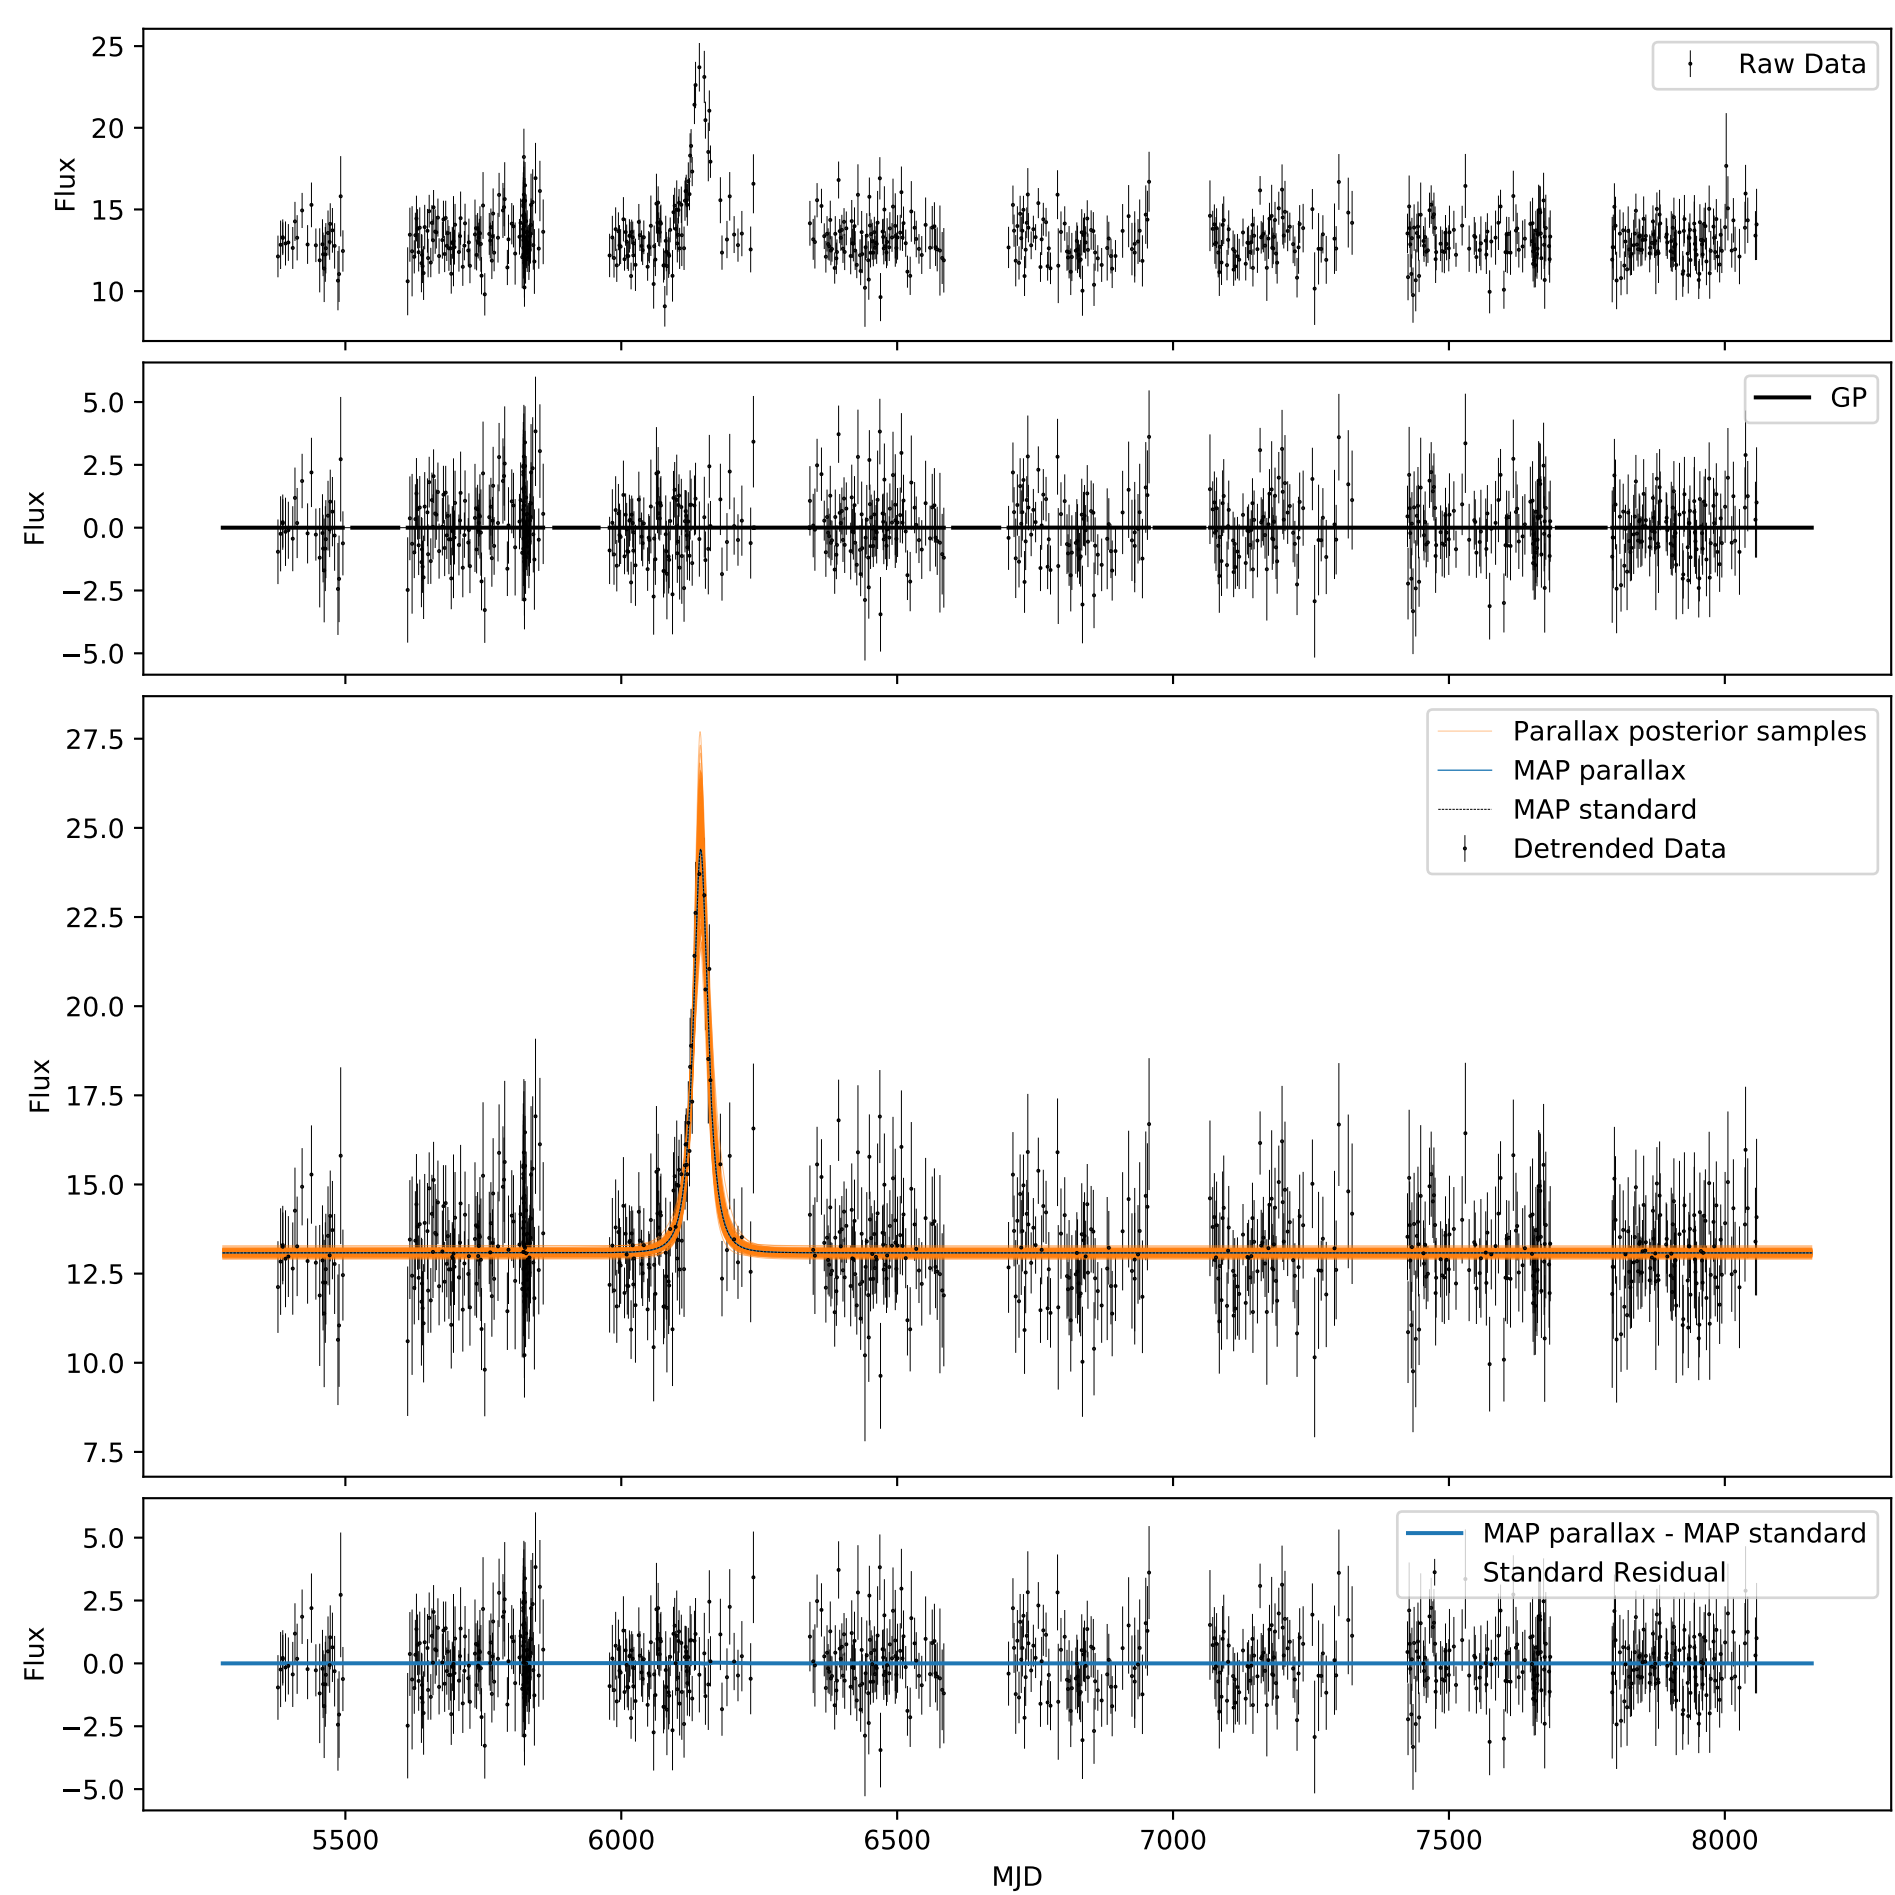 25
20
15
10
Flux
Raw Data
5.0
2.5
0.0
−2.5
−5.0
Flux
GP
27.5
25.0
22.5
20.0
17.5
15.0
12.5
10.0
7.5
Flux
Parallax posterior samples
MAP parallax
MAP standard
Detrended Data
5.0
2.5
0.0
−2.5
−5.0
Flux
MAP parallax - MAP standard
Standard Residual
5500 6000 6500 7000 7500 8000
MJD